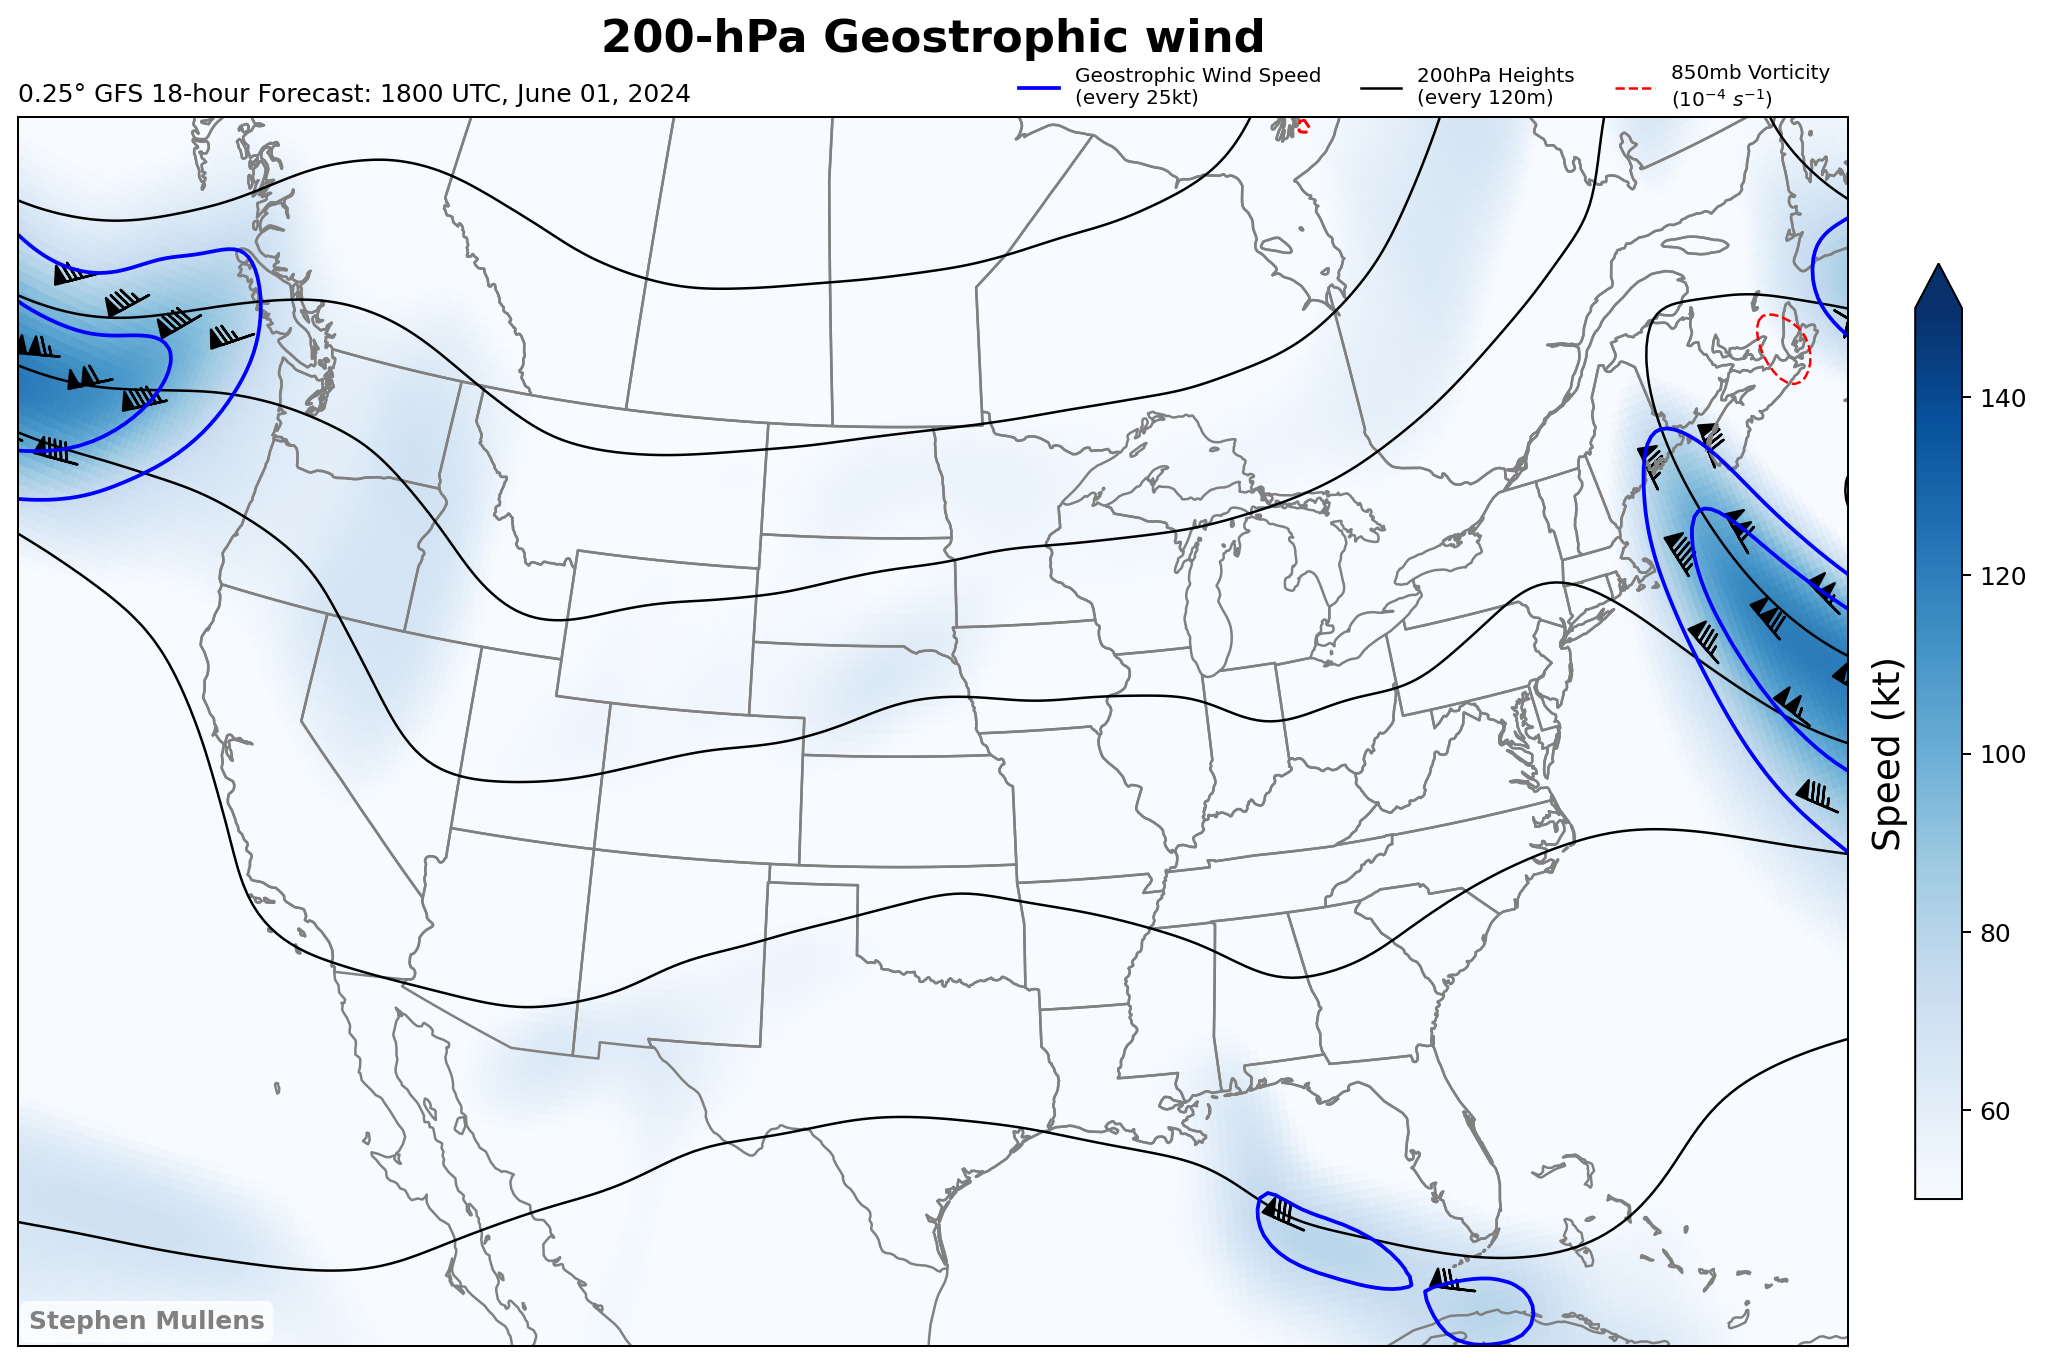 200-hPa Geostrophic wind
0.25° GFS 18-hour Forecast: 1800 UTC, June 01, 2024
Geostrophic Wind Speed
(every 25kt)
200hPa Heights
(every 120m)
850mb Vorticity
(10⁻⁴ s⁻¹)
140
120
100
80
60
Speed (kt)
Stephen Mullens